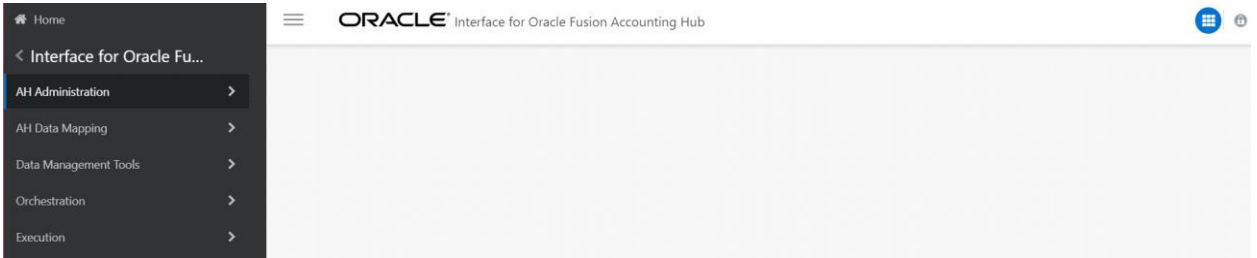 Home
Interface for Oracle Fu...
AH Administration
AH Data Mapping
Data Management Tools
Orchestration
Execution
ORACLE® Interface for Oracle Fusion Accounting Hub